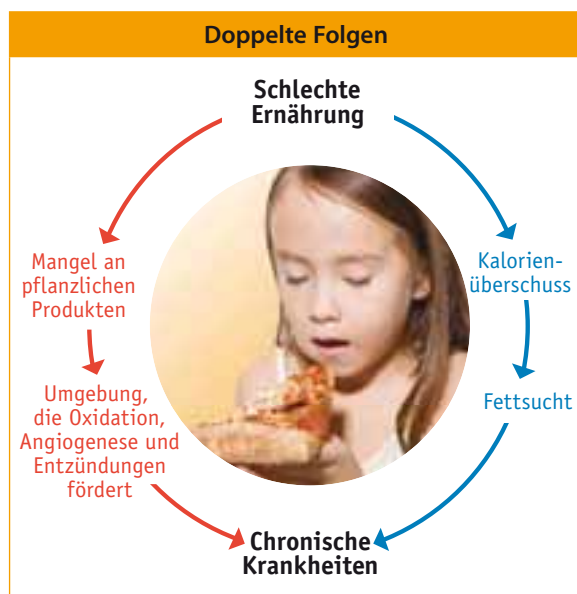 Doppelte Folgen
Schlechte
Ernährung
Mangel an
pflanzlichen
Produkten
Umgebung,
die Oxidation,
Angiogenese und
Entzündungen
fördert
Kalorien-
überschuss
Fettsucht
Chronische
Krankheiten